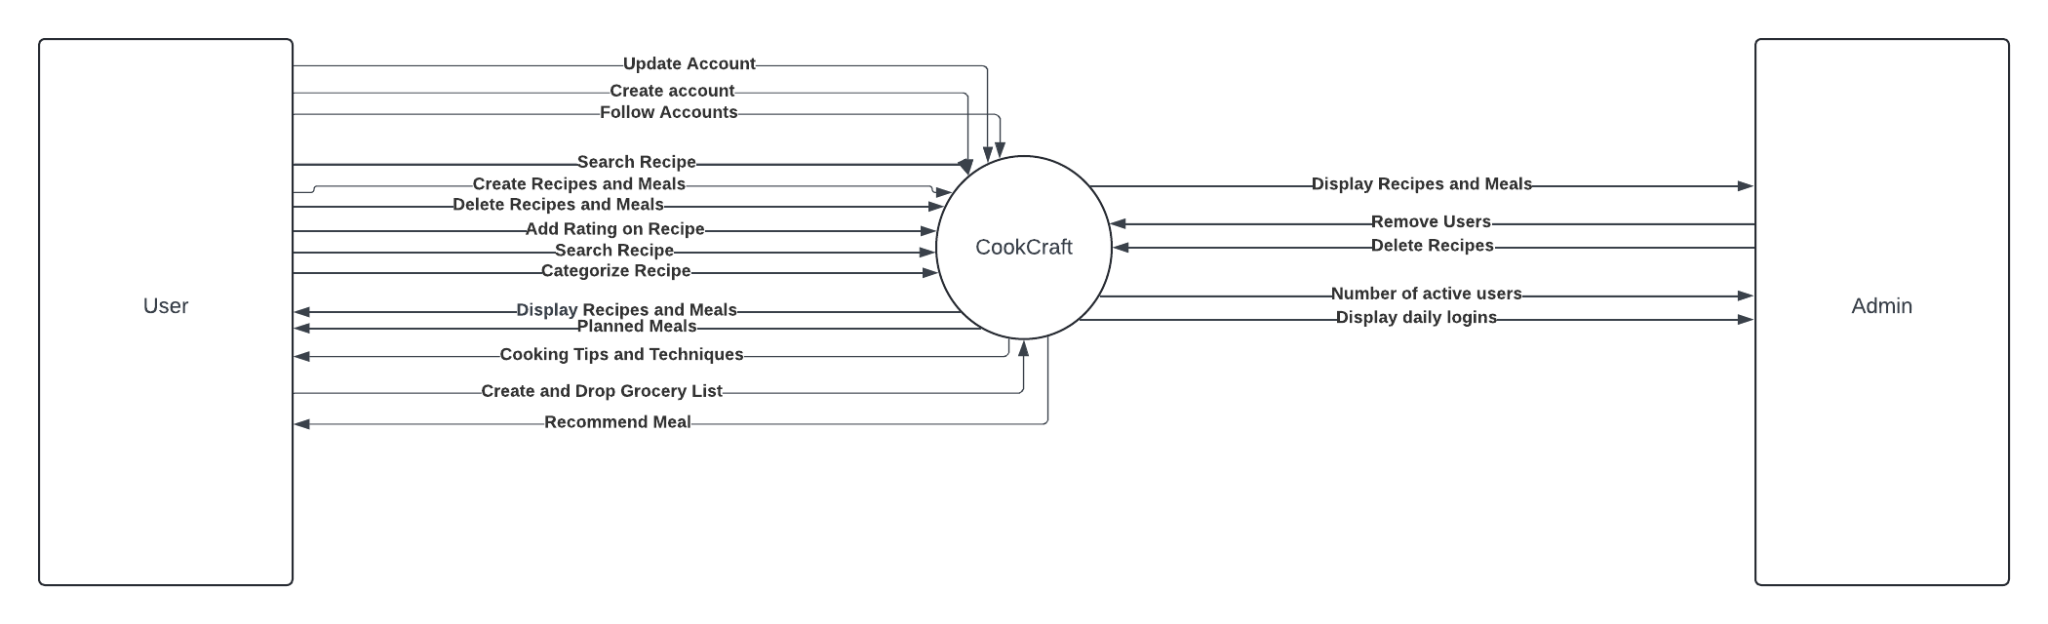 Update Account
Create account
Follow Accounts
Search Recipe
Create Recipes and Meals
Delete Recipes and Meals
Add Rating on Recipe
Search Recipe
Categorize Recipe
User
Display Recipes and Meals
Planned Meals
Cooking Tips and Techniques
Create and Drop Grocery List
Recommend Meal
CookCraft
Display Recipes and Meals
Remove Users
Delete Recipes
Number of active users
Display daily logins
Admin